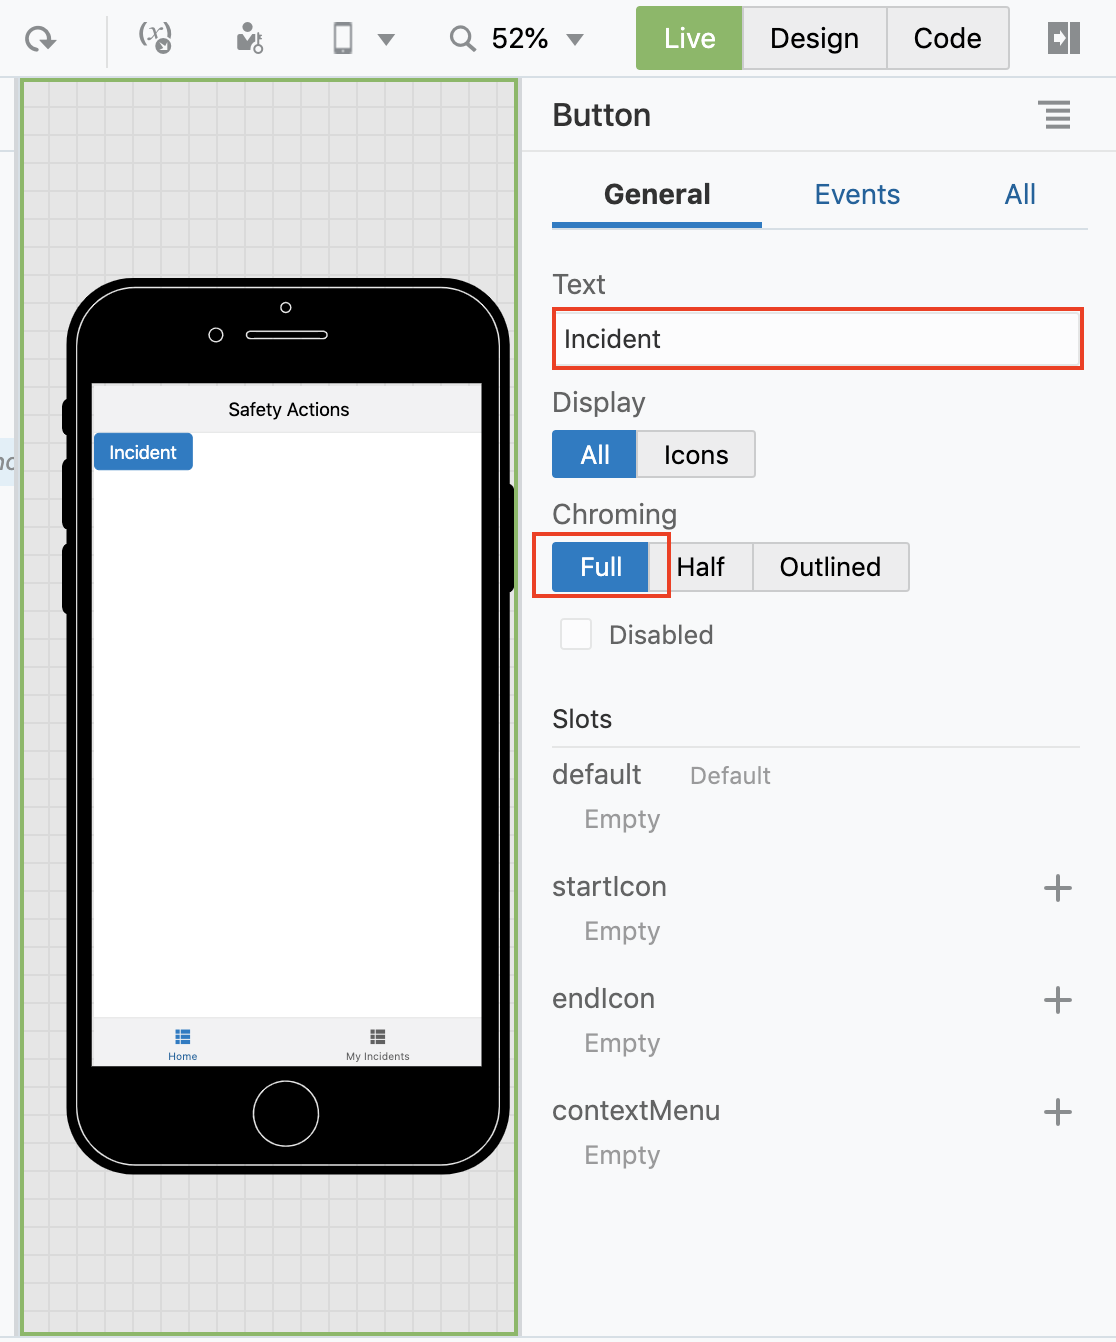 52%
Live
Design
Code
Button
General
Events
All
Text
Incident
Display
All
Icons
Chroming
Full
Half
Outlined
Disabled
Slots
default
Default
Empty
startIcon
Empty
endIcon
Empty
contextMenu
Empty
Safety Actions
Incident
Home
My Incidents